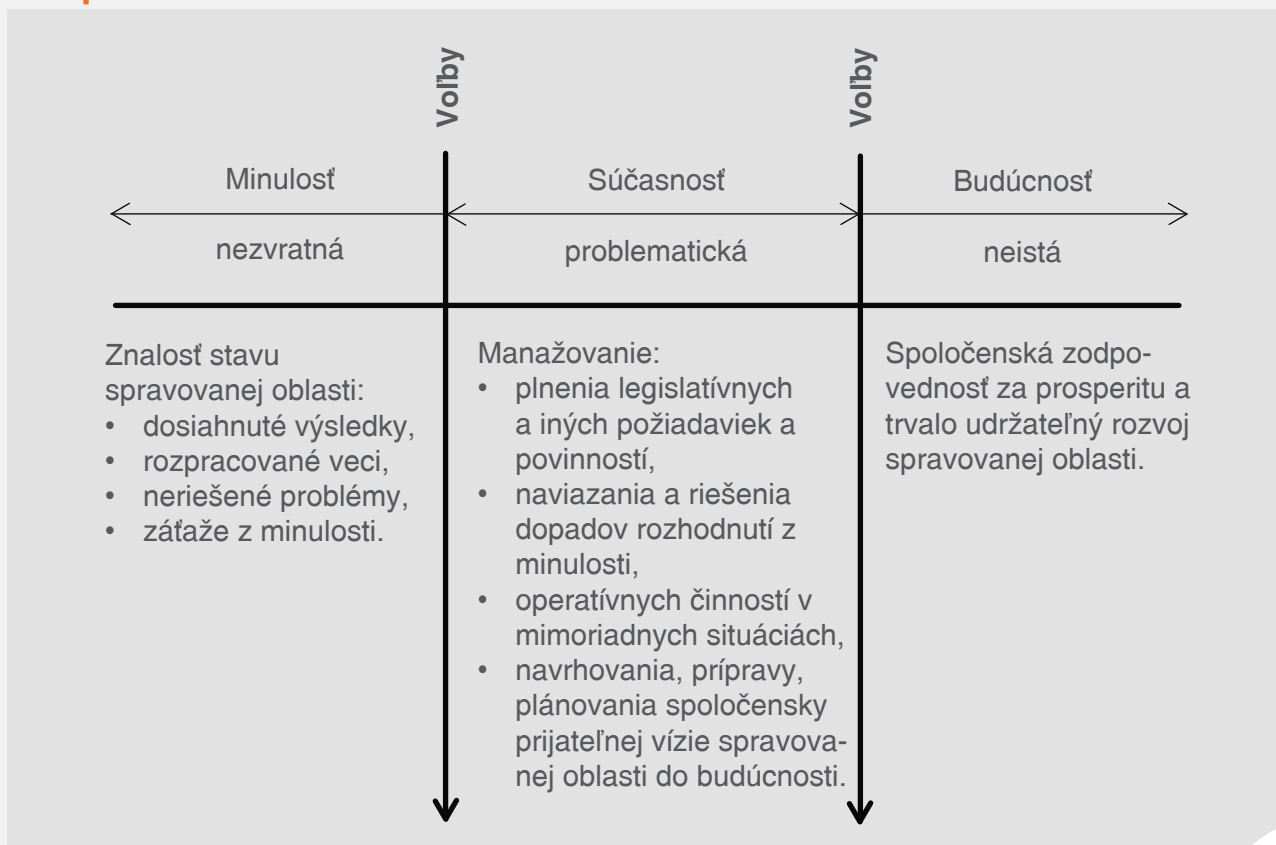 Voľby
Voľby
Minulosť
Súčasnosť
Budúcnosť
nezvratná
problematická
neistá
Znalosť stavu
spravovanej oblasti:
• dosiahnuté výsledky,
• rozpracované veci,
• neriešené problémy,
• záťaže z minulosti.
Manažovanie:
• plnenia legislatívnych
a iných požiadaviek a
povinností,
• naviazania a riešenia
dopadov rozhodnutí z
minulosti,
• operatívnych činností v
mimoriadnych situáciách,
• navrhovania, prípravy,
plánovania spoločensky
prijateľnej vízie spravova-
nej oblasti do budúcnosti.
Spoločenská zodpo-
vednosť za prosperitu a
trvalo udržateľný rozvoj
spravovanej oblasti.